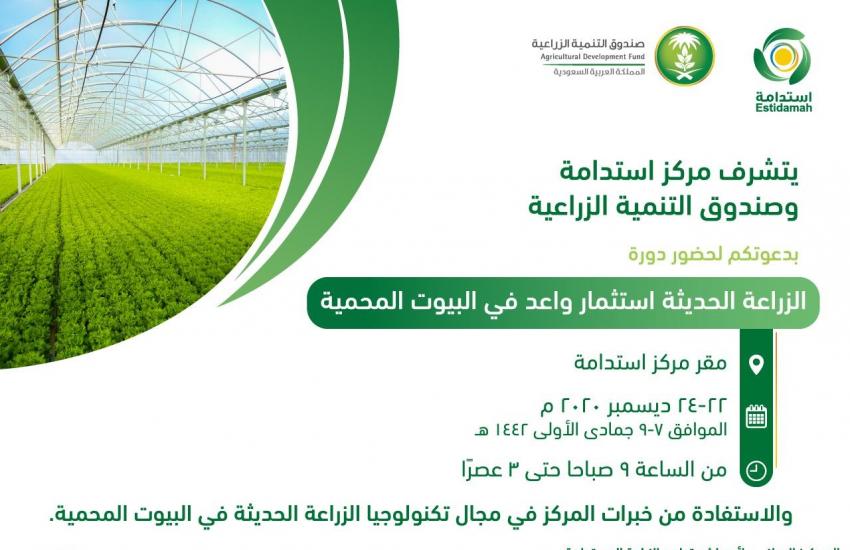 صندوق التنمية الزراعية
Agricultural Development Fund
المملكة العربية السعودية
استدامة
Estidamah
يتشرف مركز استدامة
وصندوق التنمية الزراعية
بدعوتكم لحضور دورة
الزراعة الحديثة استثمار واعد في البيوت المحمية
مقر مركز استدامة
٢٢-٢٤ ديسمبر ٢٠٢٠ م
الموافق ٧-٩ جمادى الأولى ١٤٤٢ هـ
من الساعة ٩ صباحا حتى ٣ عصرًا
والاستفادة من خبرات المركز في مجال تكنولوجيا الزراعة الحديثة في البيوت المحمية.